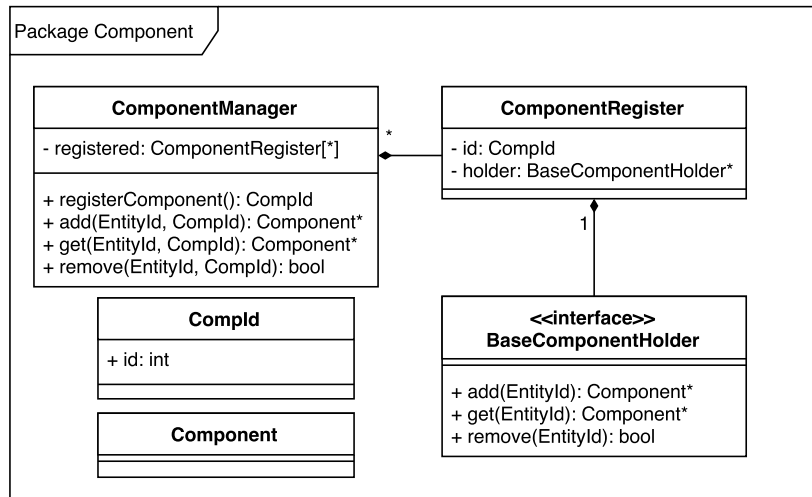 Package Component
ComponentManager
- registered: ComponentRegister[*]
+ registerComponent(): CompId
+ add(EntityId, CompId): Component*
+ get(EntityId, CompId): Component*
+ remove(EntityId, CompId): bool
*
ComponentRegister
- id: CompId
- holder: BaseComponentHolder*
1
CompId
+ id: int
Component
<<interface>>
BaseComponentHolder
+ add(EntityId): Component*
+ get(EntityId): Component*
+ remove(EntityId): bool